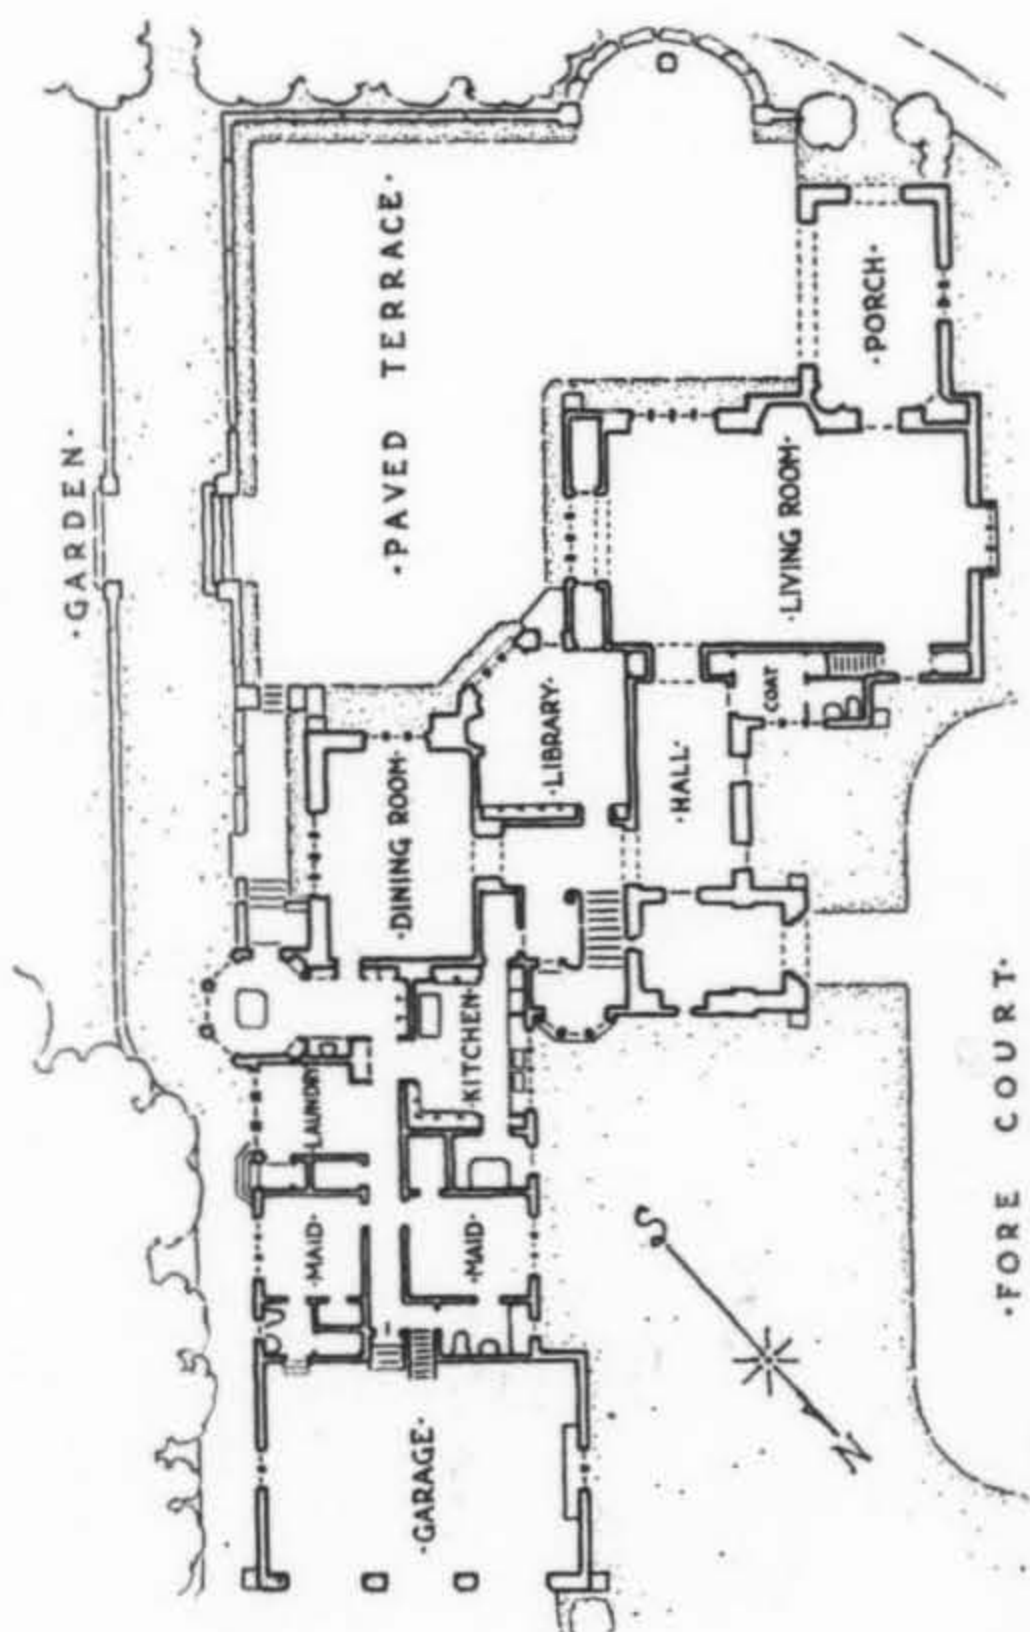 ·GARDEN·
·PAVED TERRACE·
·PORCH·
·LIVING ROOM·
COAT
·LIBRARY·
·HALL·
·DINING ROOM·
·KITCHEN·
LAUNDRY
·MAID·
·MAID·
·GARAGE·
·FORE COURT·
S
N